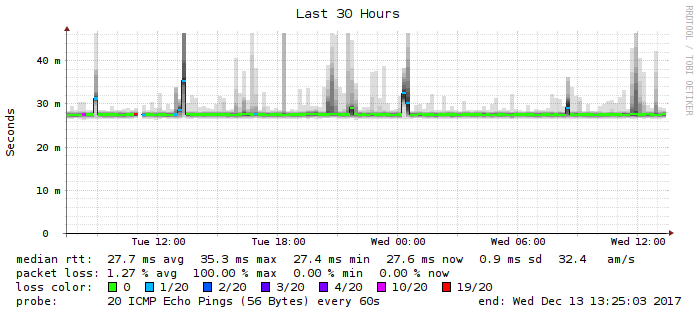 Last 30 Hours
RRDTOOL / TOBI OETIKER
Seconds
40 m
30 m
20 m
10 m
0
Tue 12:00 Tue 18:00 Wed 00:00 Wed 06:00 Wed 12:00
median rtt: 27.7 ms avg 35.3 ms max 27.4 ms min 27.6 ms now 0.9 ms sd 32.4 am/s
packet loss: 1.27 % avg 100.00 % max 0.00 % min 0.00 % now
loss color: 0 1/20 2/20 3/20 4/20 10/20 19/20
probe: 20 ICMP Echo Pings (56 Bytes) every 60s end: Wed Dec 13 13:25:03 2017